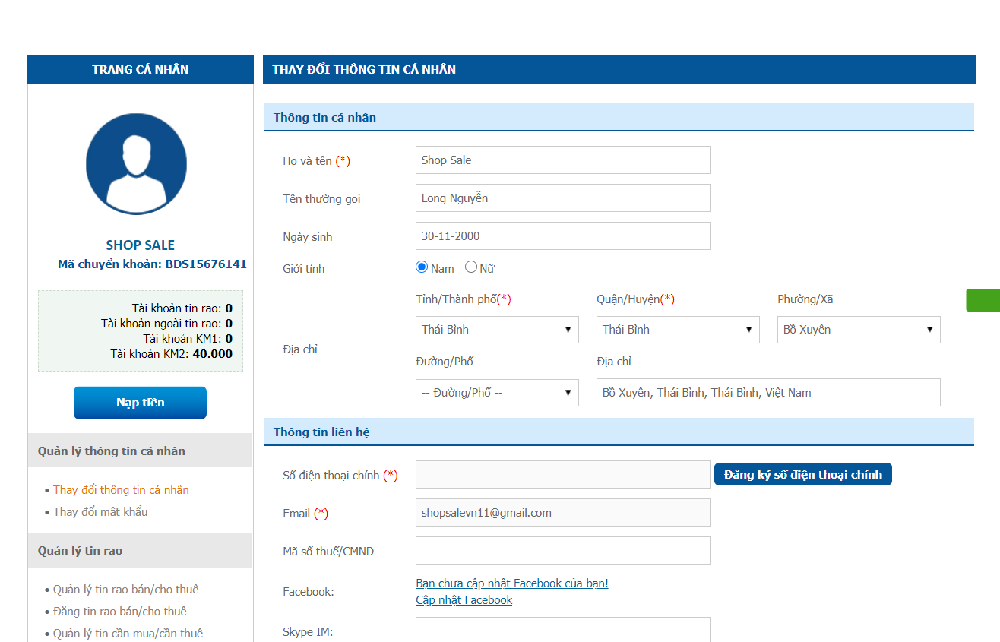 TRANG CÁ NHÂN
SHOP SALE
Mã chuyển khoản: BDS15676141
Tài khoản tin rao: 0
Tài khoản ngoài tin rao: 0
Tài khoản KM1: 0
Tài khoản KM2: 40.000
Nạp tiền
Quản lý thông tin cá nhân
• Thay đổi thông tin cá nhân
• Thay đổi mật khẩu
Quản lý tin rao
• Quản lý tin rao bán/cho thuê
• Đăng tin rao bán/cho thuê
• Quản lý tin cần mua/cần thuê
THAY ĐỔI THÔNG TIN CÁ NHÂN
Thông tin cá nhân
Họ và tên (*) Shop Sale
Tên thường gọi Long Nguyễn
Ngày sinh 30-11-2000
Giới tính Nam Nữ
Tỉnh/Thành phố(*) Quận/Huyện(*) Phường/Xã
Thái Bình Thái Bình Bồ Xuyên
Địa chỉ
Đường/Phố Địa chỉ
-- Đường/Phố -- Bồ Xuyên, Thái Bình, Thái Bình, Việt Nam
Thông tin liên hệ
Số điện thoại chính (*) Đăng ký số điện thoại chính
Email (*) shopsalevn11@gmail.com
Mã số thuế/CMND
Facebook: Bạn chưa cập nhật Facebook của bạn!
Cập nhật Facebook
Skype IM: